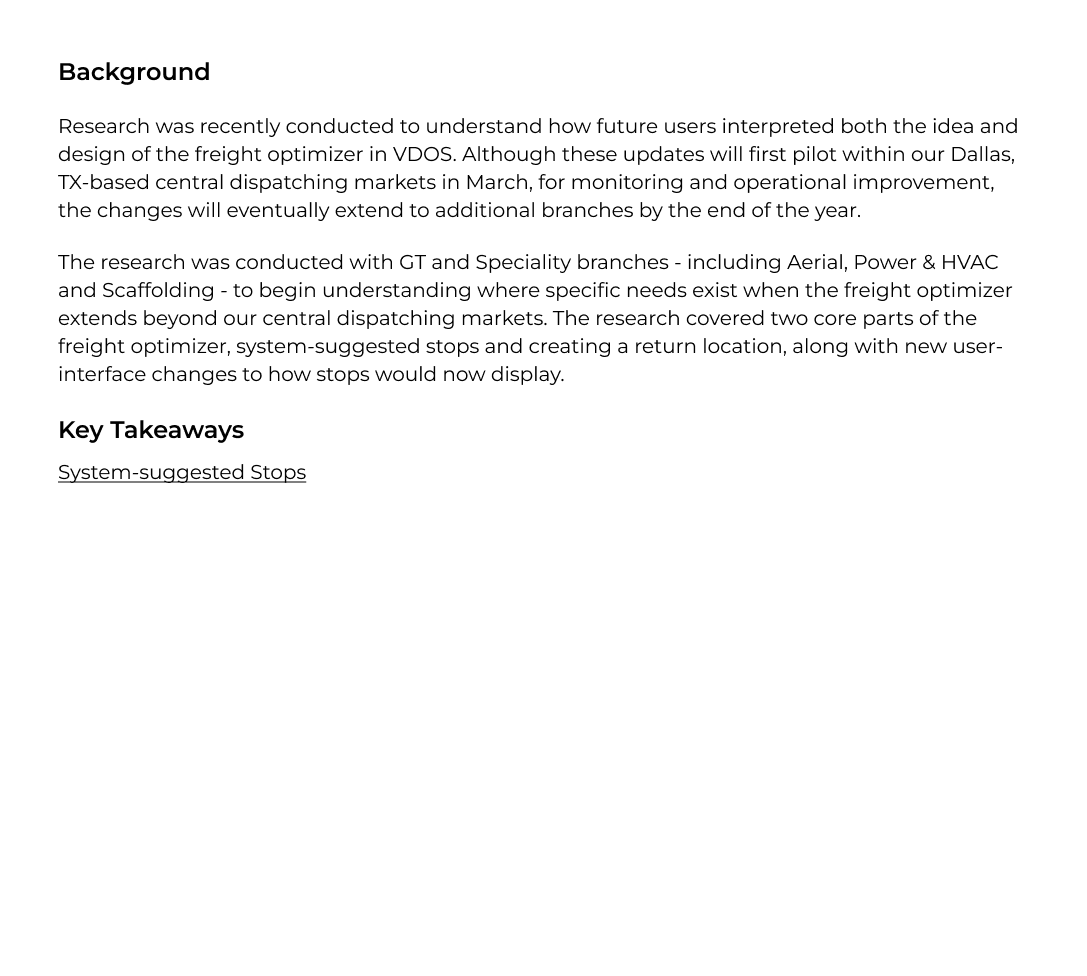 Background
Research was recently conducted to understand how future users interpreted both the idea and
design of the freight optimizer in VDOS. Although these updates will first pilot within our Dallas,
TX-based central dispatching markets in March, for monitoring and operational improvement,
the changes will eventually extend to additional branches by the end of the year.
The research was conducted with GT and Speciality branches - including Aerial, Power & HVAC
and Scaffolding - to begin understanding where specific needs exist when the freight optimizer
extends beyond our central dispatching markets. The research covered two core parts of the
freight optimizer, system-suggested stops and creating a return location, along with new user-
interface changes to how stops would now display.
Key Takeaways
System-suggested Stops